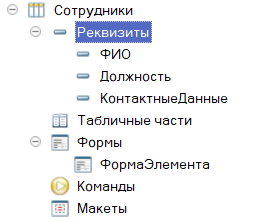 Сотрудники
Реквизиты
ФИО
Должность
КонтактныеДанные
Табличные части
Формы
ФормаЭлемента
Команды
Макеты